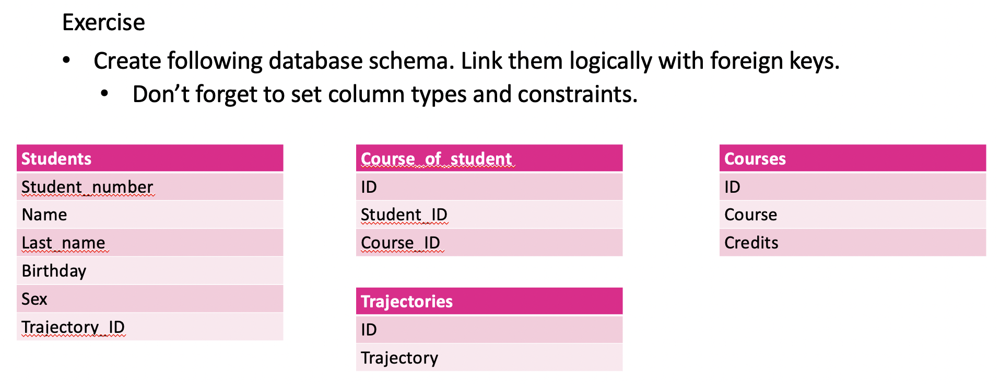 Exercise
• Create following database schema. Link them logically with foreign keys.
• Don’t forget to set column types and constraints.
Students
Student_number
Name
Last_name
Birthday
Sex
Trajectory_ID
Course_of_student
ID
Student_ID
Course_ID
Trajectories
ID
Trajectory
Courses
ID
Course
Credits